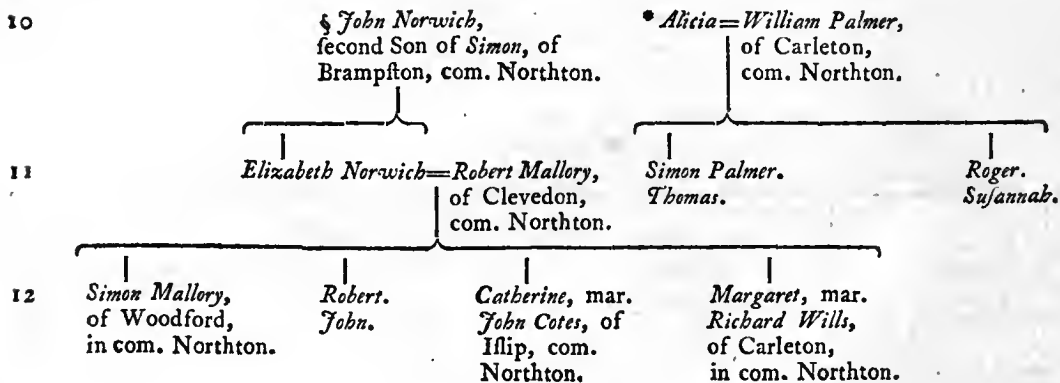 10 § John Norwich, * Alicia = William Palmer,
ſecond Son of Simon, of of Carleton,
Brampſton, com. Northton. com. Northton.
11 Elizabeth Norwich = Robert Mallory, Simon Palmer. Roger.
of Clevedon, Thomas. Suſannah.
com. Northton.
12 Simon Mallory, Robert. Catherine, mar. Margaret, mar.
of Woodford, John. John Cotes, of Richard Wills,
in com. Northton. Iſlip, com. of Carleton,
Northton. in com. Northton.